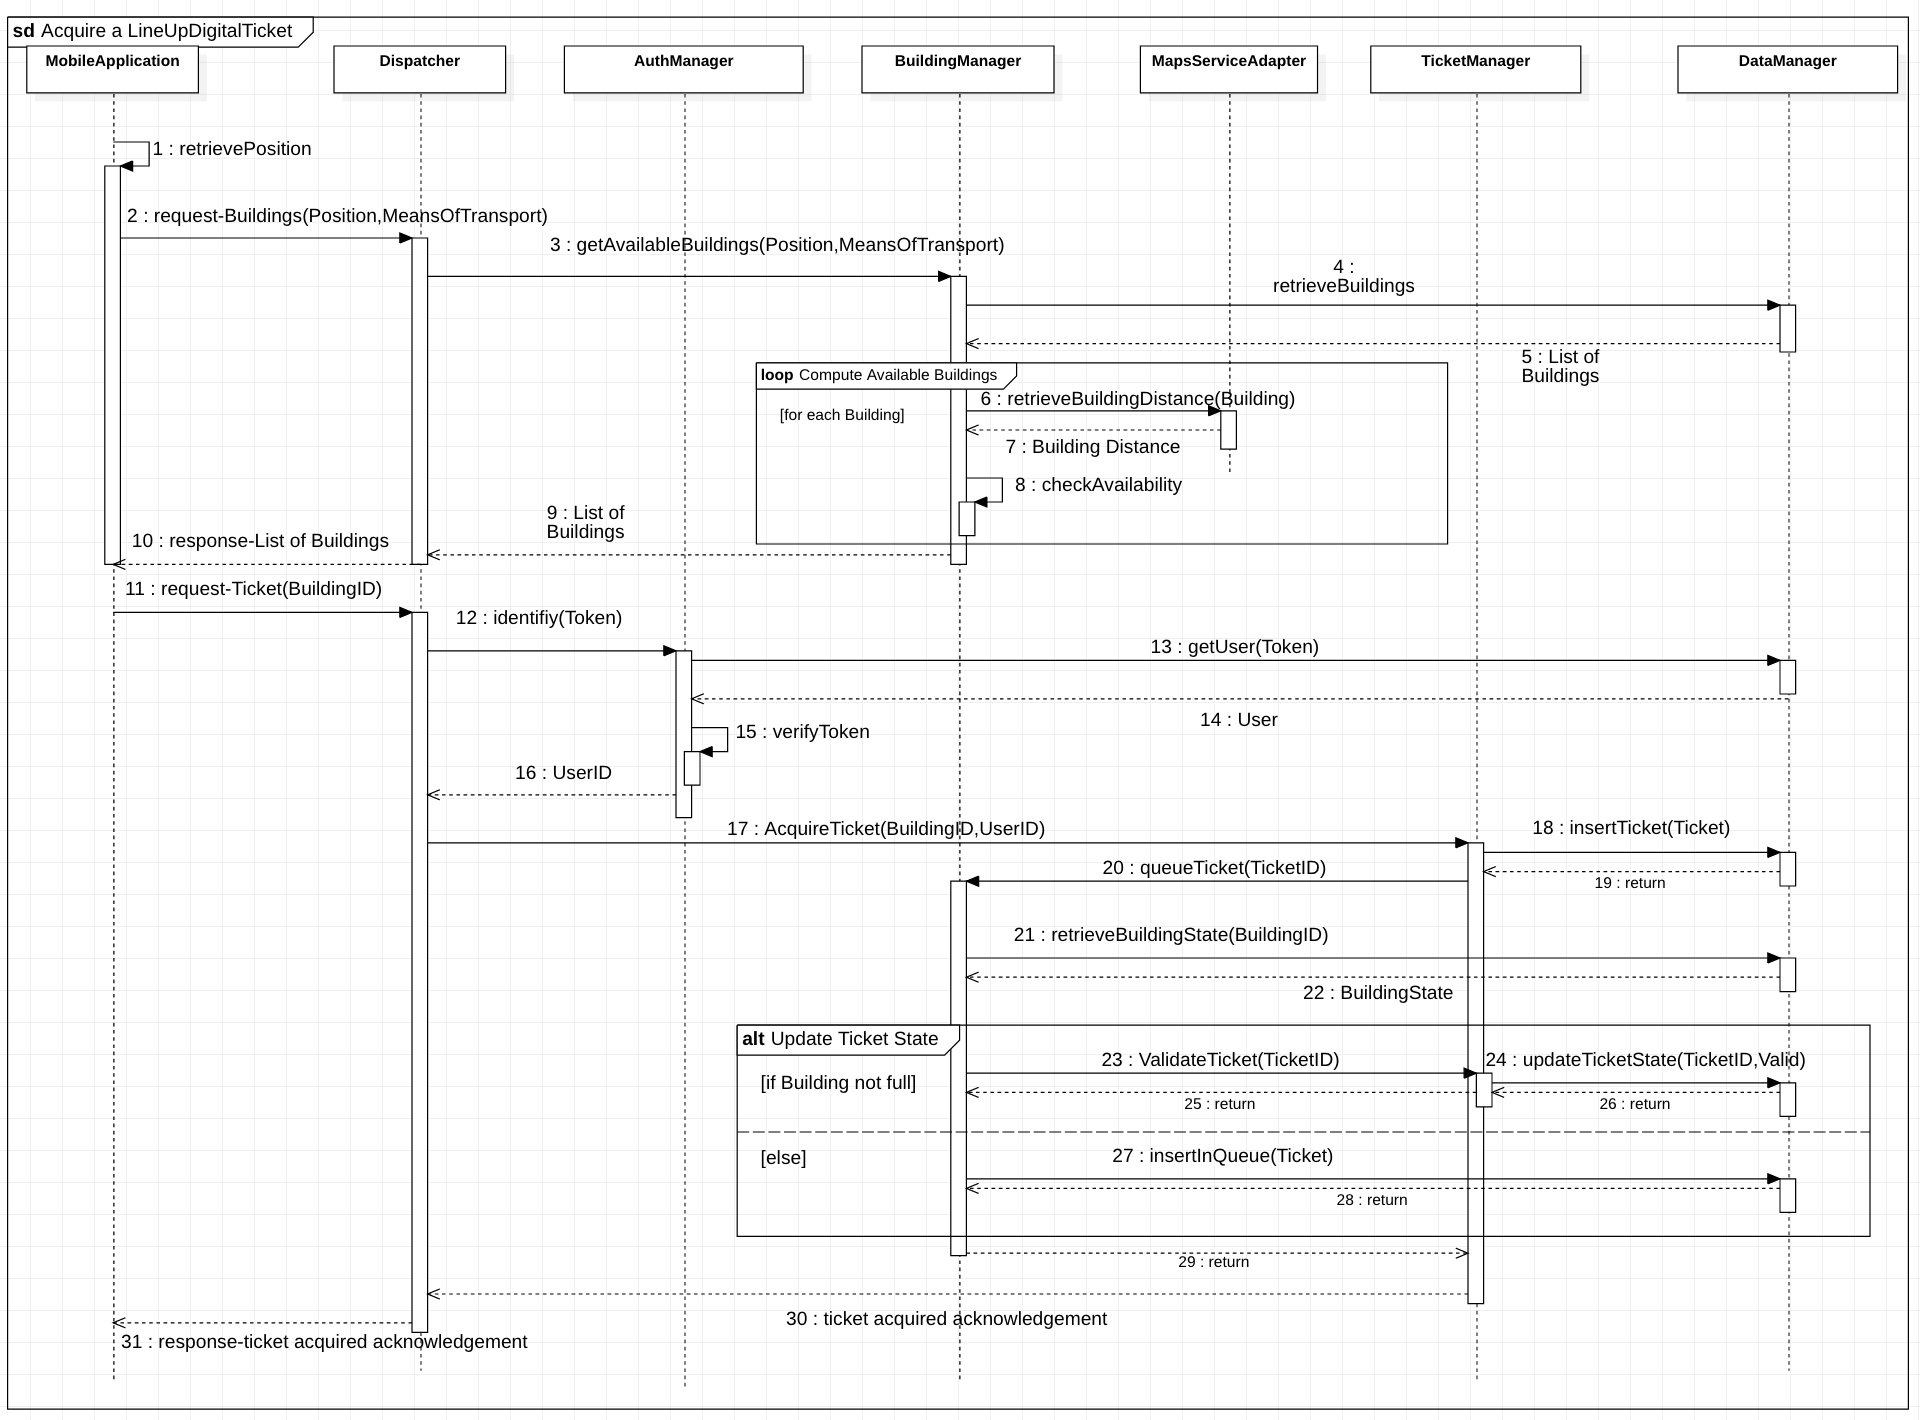 sd Acquire a LineUpDigitalTicket
MobileApplication
Dispatcher
AuthManager
BuildingManager
MapsServiceAdapter
TicketManager
DataManager
1 : retrievePosition
2 : request-Buildings(Position,MeansOfTransport)
3 : getAvailableBuildings(Position,MeansOfTransport)
4 :
retrieveBuildings
5 : List of
Buildings
loop Compute Available Buildings
[for each Building]
6 : retrieveBuildingDistance(Building)
7 : Building Distance
8 : checkAvailability
9 : List of
Buildings
10 : response-List of Buildings
11 : request-Ticket(BuildingID)
12 : identifiy(Token)
13 : getUser(Token)
14 : User
15 : verifyToken
16 : UserID
17 : AcquireTicket(BuildingID,UserID)
18 : insertTicket(Ticket)
19 : return
20 : queueTicket(TicketID)
21 : retrieveBuildingState(BuildingID)
22 : BuildingState
alt Update Ticket State
[if Building not full]
23 : ValidateTicket(TicketID)
24 : updateTicketState(TicketID,Valid)
25 : return
26 : return
[else]
27 : insertInQueue(Ticket)
28 : return
29 : return
30 : ticket acquired acknowledgement
31 : response-ticket acquired acknowledgement